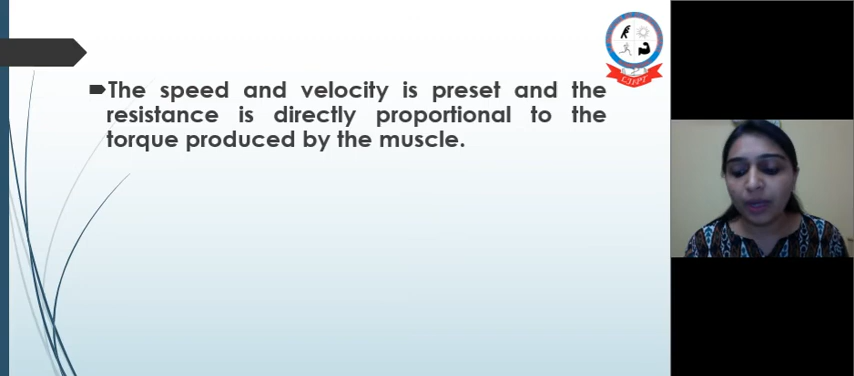 The speed and velocity is preset and the
resistance is directly proportional to the
torque produced by the muscle.